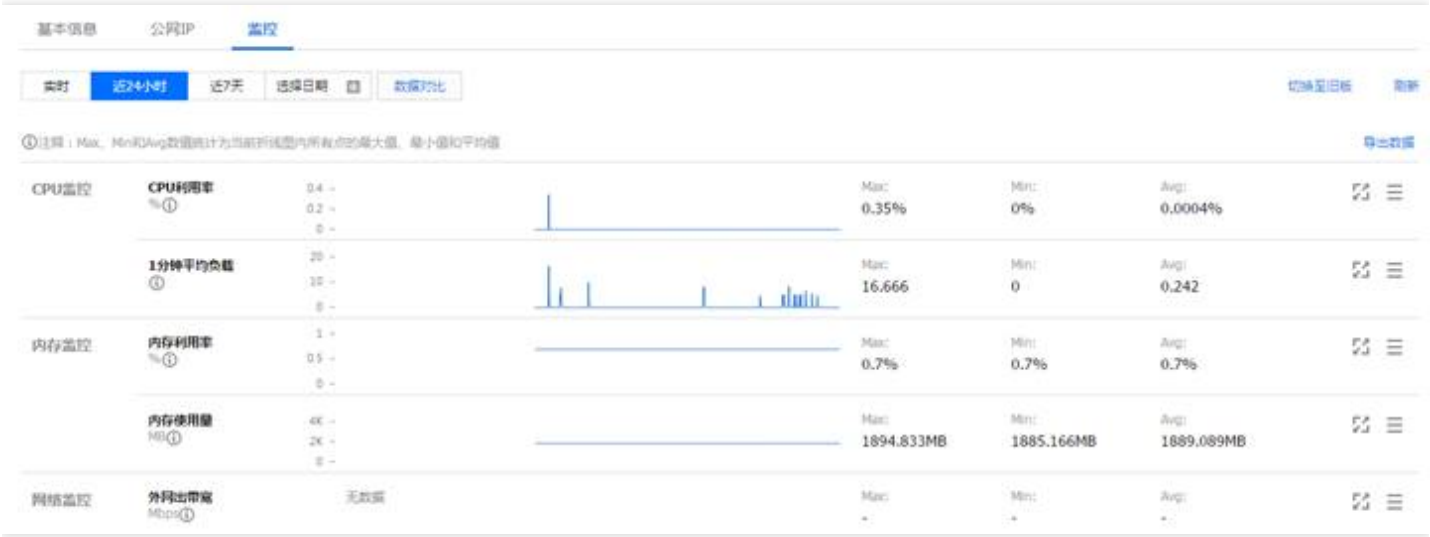 基本信息 公网IP 监控
实时 近24小时 近7天 选择日期 数据对比 切换至旧版 刷新
注释：Max、Min和Avg数值统计为当前折线图内所有点的最大值、最小值和平均值 导出数据
CPU监控 CPU利用率 0.4 - Max: Min: Avg:
% 0.2 - 0.35% 0% 0.0004%
0 -
1分钟平均负载 20 - Max: Min: Avg:
10 - 16.666 0 0.242
0 -
内存监控 内存利用率 1 - Max: Min: Avg:
% 0.5 - 0.7% 0.7% 0.7%
0 -
内存使用量 4K - Max: Min: Avg:
MB 2K - 1894.833MB 1885.166MB 1889.089MB
0 -
网络监控 外网出带宽 无数据 Max: Min: Avg:
Mbps - - -